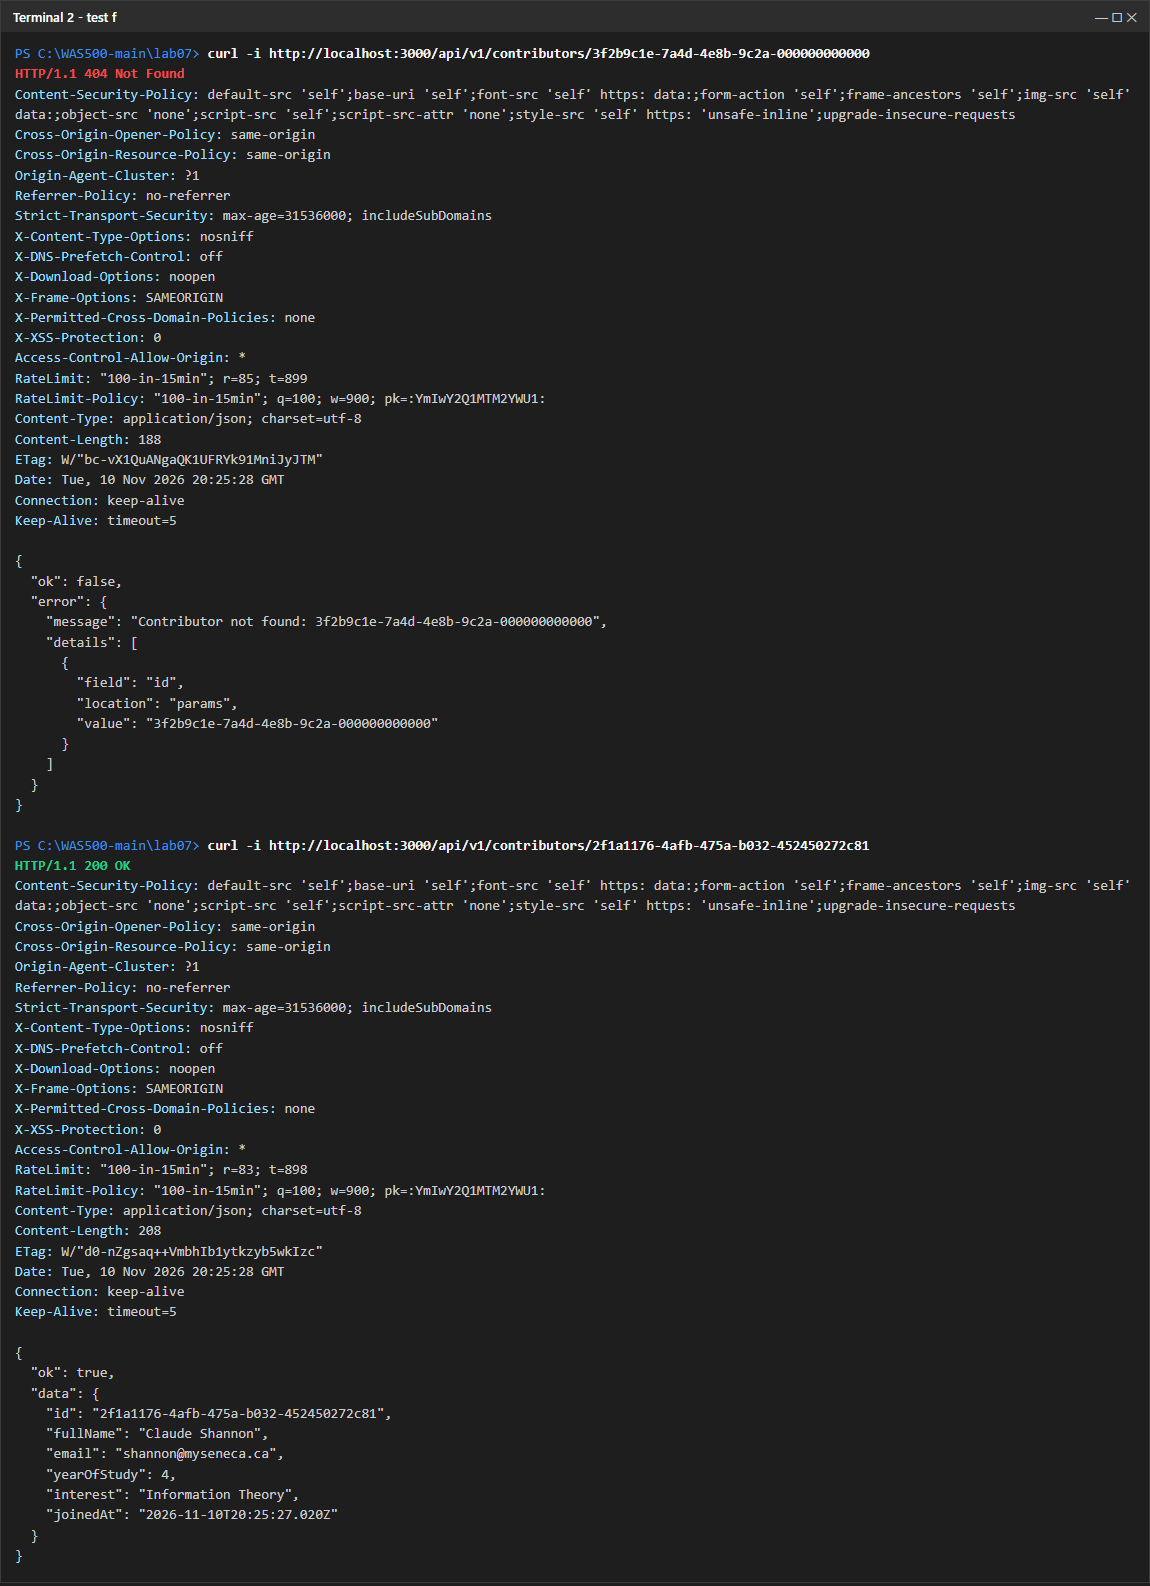 Terminal 2 - test f
PS C:\WAS500-main\lab07> curl -i http://localhost:3000/api/v1/contributors/3f2b9c1e-7a4d-4e8b-9c2a-000000000000
HTTP/1.1 404 Not Found
Content-Security-Policy: default-src 'self';base-uri 'self';font-src 'self' https: data:;form-action 'self';frame-ancestors 'self';img-src 'self'
data:;object-src 'none';script-src 'self';script-src-attr 'none';style-src 'self' https: 'unsafe-inline';upgrade-insecure-requests
Cross-Origin-Opener-Policy: same-origin
Cross-Origin-Resource-Policy: same-origin
Origin-Agent-Cluster: ?1
Referrer-Policy: no-referrer
Strict-Transport-Security: max-age=31536000; includeSubDomains
X-Content-Type-Options: nosniff
X-DNS-Prefetch-Control: off
X-Download-Options: noopen
X-Frame-Options: SAMEORIGIN
X-Permitted-Cross-Domain-Policies: none
X-XSS-Protection: 0
Access-Control-Allow-Origin: *
RateLimit: "100-in-15min"; r=85; t=899
RateLimit-Policy: "100-in-15min"; q=100; w=900; pk=:YmIwY2Q1MTM2YWU1:
Content-Type: application/json; charset=utf-8
Content-Length: 188
ETag: W/"bc-vX1QuANgaQK1UFRYk91MniJyJTM"
Date: Tue, 10 Nov 2026 20:25:28 GMT
Connection: keep-alive
Keep-Alive: timeout=5
{
  "ok": false,
  "error": {
    "message": "Contributor not found: 3f2b9c1e-7a4d-4e8b-9c2a-000000000000",
    "details": [
      {
        "field": "id",
        "location": "params",
        "value": "3f2b9c1e-7a4d-4e8b-9c2a-000000000000"
      }
    ]
  }
}
PS C:\WAS500-main\lab07> curl -i http://localhost:3000/api/v1/contributors/2f1a1176-4afb-475a-b032-452450272c81
HTTP/1.1 200 OK
Content-Security-Policy: default-src 'self';base-uri 'self';font-src 'self' https: data:;form-action 'self';frame-ancestors 'self';img-src 'self'
data:;object-src 'none';script-src 'self';script-src-attr 'none';style-src 'self' https: 'unsafe-inline';upgrade-insecure-requests
Cross-Origin-Opener-Policy: same-origin
Cross-Origin-Resource-Policy: same-origin
Origin-Agent-Cluster: ?1
Referrer-Policy: no-referrer
Strict-Transport-Security: max-age=31536000; includeSubDomains
X-Content-Type-Options: nosniff
X-DNS-Prefetch-Control: off
X-Download-Options: noopen
X-Frame-Options: SAMEORIGIN
X-Permitted-Cross-Domain-Policies: none
X-XSS-Protection: 0
Access-Control-Allow-Origin: *
RateLimit: "100-in-15min"; r=83; t=898
RateLimit-Policy: "100-in-15min"; q=100; w=900; pk=:YmIwY2Q1MTM2YWU1:
Content-Type: application/json; charset=utf-8
Content-Length: 208
ETag: W/"d0-nZgsaq++VmbhIb1ytkzyb5wkIzc"
Date: Tue, 10 Nov 2026 20:25:28 GMT
Connection: keep-alive
Keep-Alive: timeout=5
{
  "ok": true,
  "data": {
    "id": "2f1a1176-4afb-475a-b032-452450272c81",
    "fullName": "Claude Shannon",
    "email": "shannon@myseneca.ca",
    "yearOfStudy": 4,
    "interest": "Information Theory",
    "joinedAt": "2026-11-10T20:25:27.020Z"
  }
}